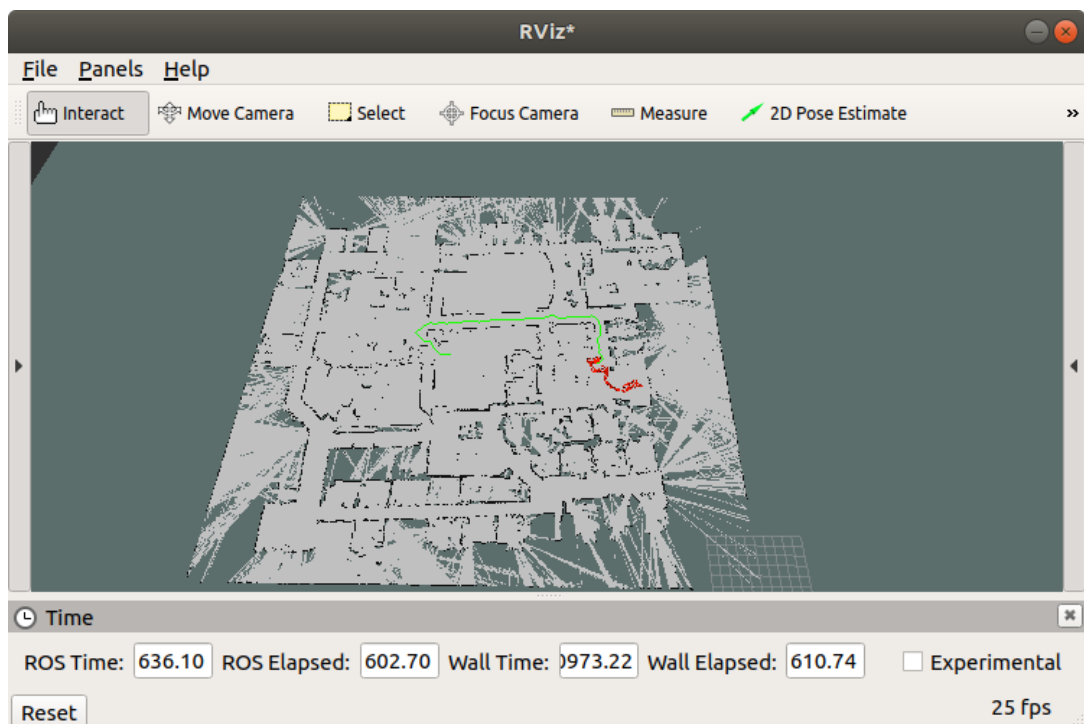 RViz*
File Panels Help
Interact Move Camera Select Focus Camera Measure 2D Pose Estimate »
Time
ROS Time: 636.10 ROS Elapsed: 602.70 Wall Time: 0973.22 Wall Elapsed: 610.74 Experimental
Reset 25 fps